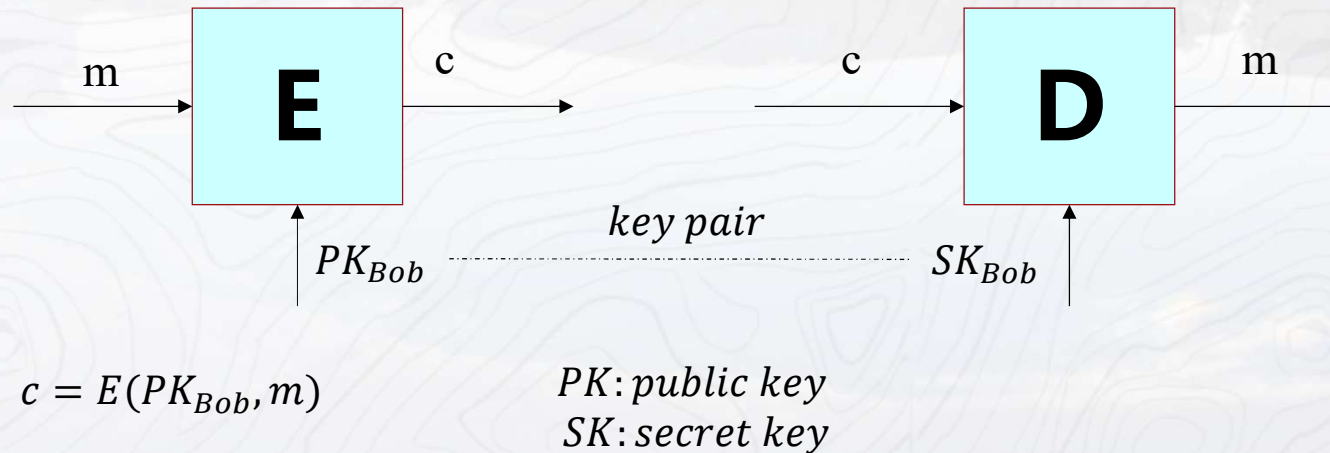 m
E
c
c
D
m
key pair
PK_Bob
SK_Bob
c = E(PK_Bob, m)
PK: public key
SK: secret key